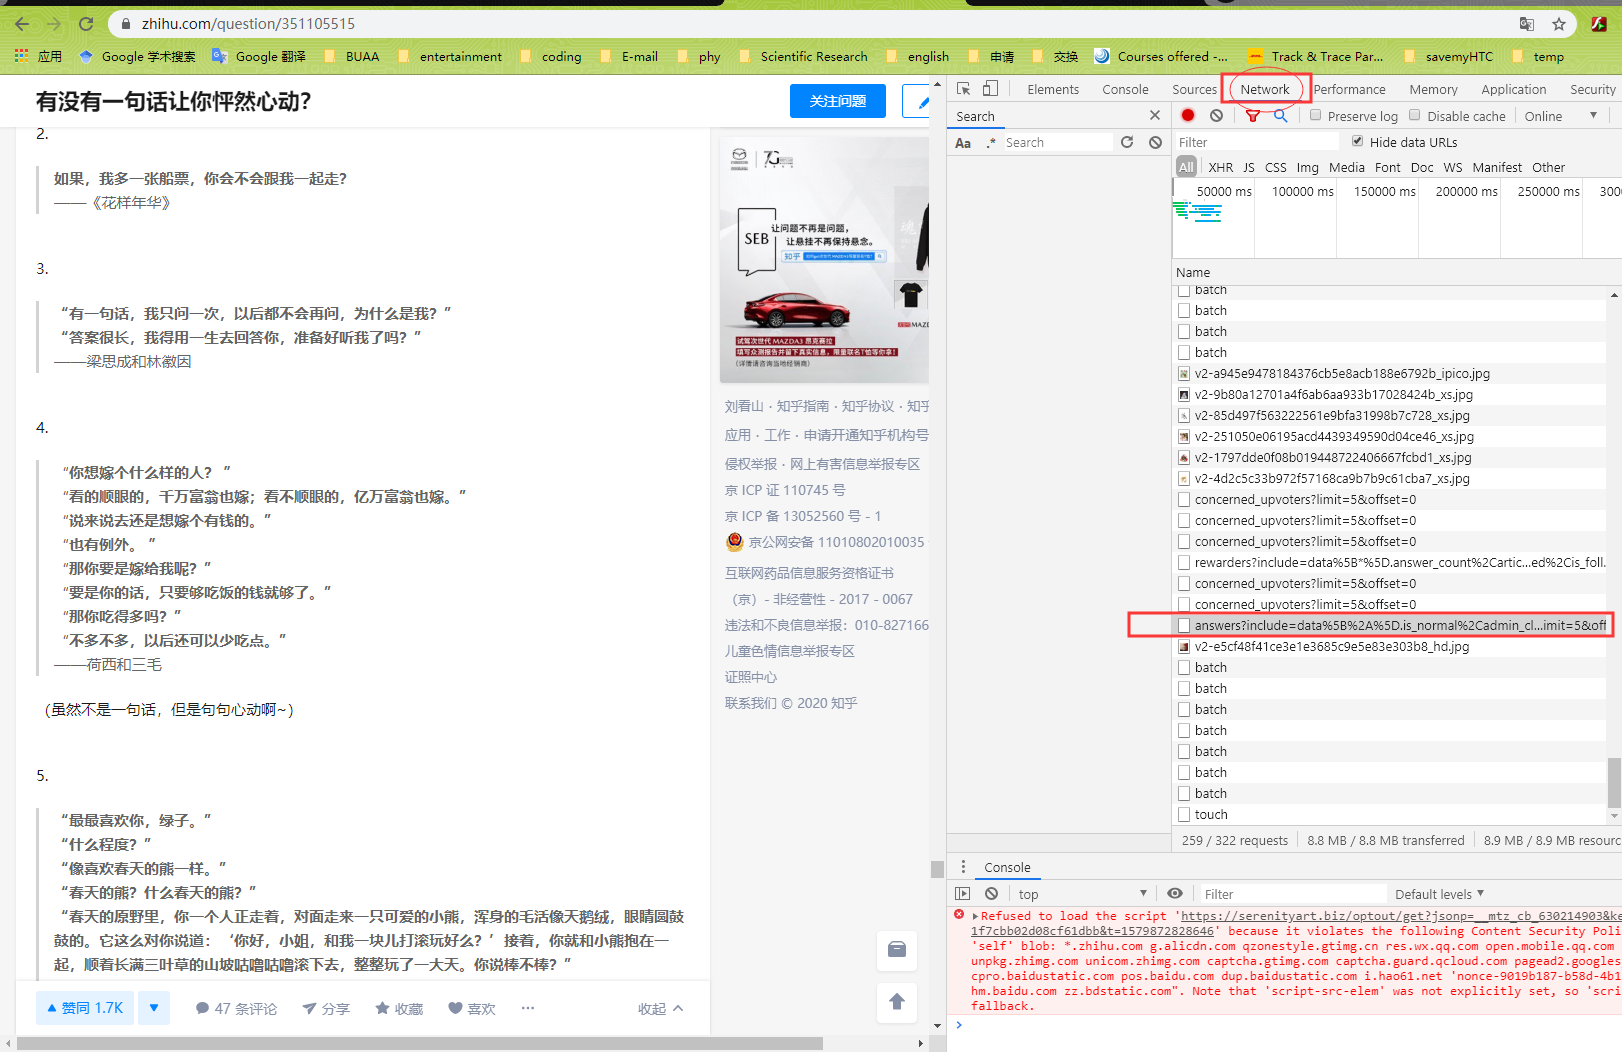 zhihu.com/question/351105515
应用 Google 学术搜索 Google 翻译 BUAA entertainment coding E-mail phy Scientific Research english 申请 交换 Courses offered -... Track & Trace Par... savemyHTC temp
有没有一句话让你怦然心动？
关注问题
2.
如果，我多一张船票，你会不会跟我一起走？
——《花样年华》
3.
“有一句话，我只问一次，以后都不会再问，为什么是我？”
“答案很长，我得用一生去回答你，准备好听我了吗？”
——梁思成和林徽因
4.
“你想嫁个什么样的人？ ”
“看的顺眼的，千万富翁也嫁；看不顺眼的，亿万富翁也嫁。”
“说来说去还是想嫁个有钱的。”
“也有例外。 ”
“那你要是嫁给我呢？”
“要是你的话，只要够吃饭的钱就够了。”
“那你吃得多吗？”
“不多不多，以后还可以少吃点。”
——荷西和三毛
（虽然不是一句话，但是句句心动啊~）
5.
“最最喜欢你，绿子。”
“什么程度？”
“像喜欢春天的熊一样。”
“春天的熊？什么春天的熊？”
“春天的原野里，你一个人正走着，对面走来一只可爱的小熊，浑身的毛活像天鹅绒，眼睛圆鼓
鼓的。它这么对你说道：‘你好，小姐，和我一块儿打滚玩好么？’接着，你就和小熊抱在一
起，顺着长满三叶草的山坡咕噜咕噜滚下去，整整玩了一大天。你说棒不棒？”
赞同 1.7K 47 条评论 分享 收藏 喜欢 ··· 收起
SEB
让问题不再是问题，
让悬挂不再保持悬念。
知乎
试驾次世代 MAZDA3 昂克赛拉
填写众测报告并留下真实信息，限量联名T恤等你拿！
（详情请咨询当地经销商）
刘看山 · 知乎指南 · 知乎协议 · 知乎
应用 · 工作 · 申请开通知乎机构号
侵权举报 · 网上有害信息举报专区
京 ICP 证 110745 号
京 ICP 备 13052560 号 - 1
京公网安备 11010802010035
互联网药品信息服务资格证书
（京）- 非经营性 - 2017 - 0067
违法和不良信息举报：010-827166
儿童色情信息举报专区
证照中心
联系我们 © 2020 知乎
Elements Console Sources Network Performance Memory Application Security
Search
Aa .* Search
Preserve log Disable cache Online
Filter Hide data URLs
All XHR JS CSS Img Media Font Doc WS Manifest Other
50000 ms 100000 ms 150000 ms 200000 ms 250000 ms 300
Name
batch
batch
batch
batch
v2-a945e9478184376cb5e8acb188e6792b_ipico.jpg
v2-9b80a12701a4f6ab6aa933b17028424b_xs.jpg
v2-85d497f563222561e9bfa31998b7c728_xs.jpg
v2-251050e06195acd4439349590d04ce46_xs.jpg
v2-1797dde0f08b019448722406667fcbd1_xs.jpg
v2-4d2c5c33b972f57168ca9b7b9c61cba7_xs.jpg
concerned_upvoters?limit=5&offset=0
concerned_upvoters?limit=5&offset=0
concerned_upvoters?limit=5&offset=0
rewarders?include=data%5B*%5D.answer_count%2Cartic...ed%2Cis_foll
concerned_upvoters?limit=5&offset=0
concerned_upvoters?limit=5&offset=0
answers?include=data%5B%2A%5D.is_normal%2Cadmin_cl...imit=5&off
v2-e5cf48f41ce3e1e3685c9e5e83e303b8_hd.jpg
batch
batch
batch
batch
batch
batch
batch
touch
259 / 322 requests 8.8 MB / 8.8 MB transferred 8.9 MB / 8.9 MB resourc
Console
top Filter Default levels
Refused to load the script 'https://serenityart.biz/optout/get?jsonp=__mtz_cb_630214903&ke
1f7cbb02d08cf61dbb&t=1579872828646' because it violates the following Content Security Poli
'self' blob: *.zhihu.com g.alicdn.com qzonestyle.gtimg.cn res.wx.qq.com open.mobile.qq.com
unpkg.zhimg.com unicom.zhimg.com captcha.gtimg.com captcha.guard.qcloud.com pagead2.googles
cpro.baidustatic.com pos.baidu.com dup.baidustatic.com i.hao61.net 'nonce-9019b187-b58d-4b1
hm.baidu.com zz.bdstatic.com". Note that 'script-src-elem' was not explicitly set, so 'scri
fallback.